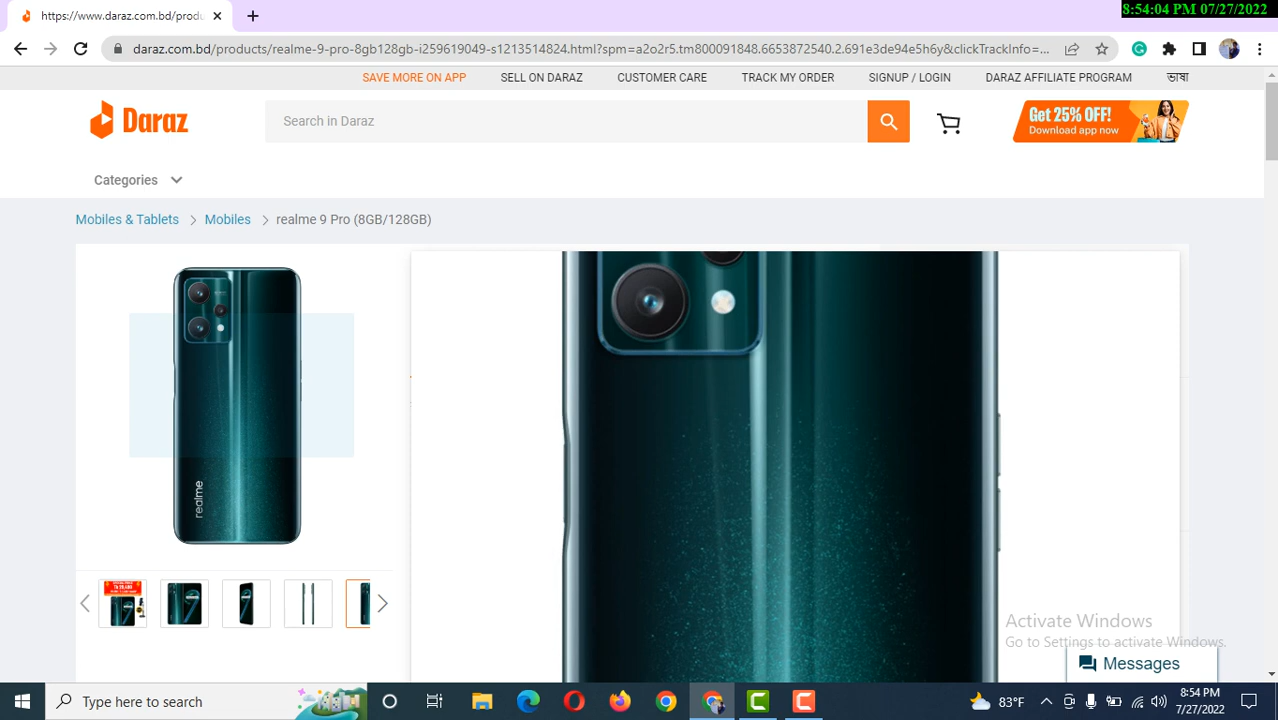 https://www.daraz.com.bd/produ
8:54:04 PM 07/27/2022
daraz.com.bd/products/realme-9-pro-8gb128gb-i259619049-s1213514824.html?spm=a2o2r5.tm800091848.6653872540.2.691e3de94e5h6y&clickTrackInfo=...
SAVE MORE ON APP SELL ON DARAZ CUSTOMER CARE TRACK MY ORDER SIGNUP / LOGIN DARAZ AFFILIATE PROGRAM ভাষা
Daraz
Search in Daraz
Get 25% OFF!
Download app now
Categories
Mobiles & Tablets > Mobiles > realme 9 Pro (8GB/128GB)
realme
Activate Windows
Go to Settings to activate Windows.
Messages
Type here to search
83°F
8:54 PM
7/27/2022